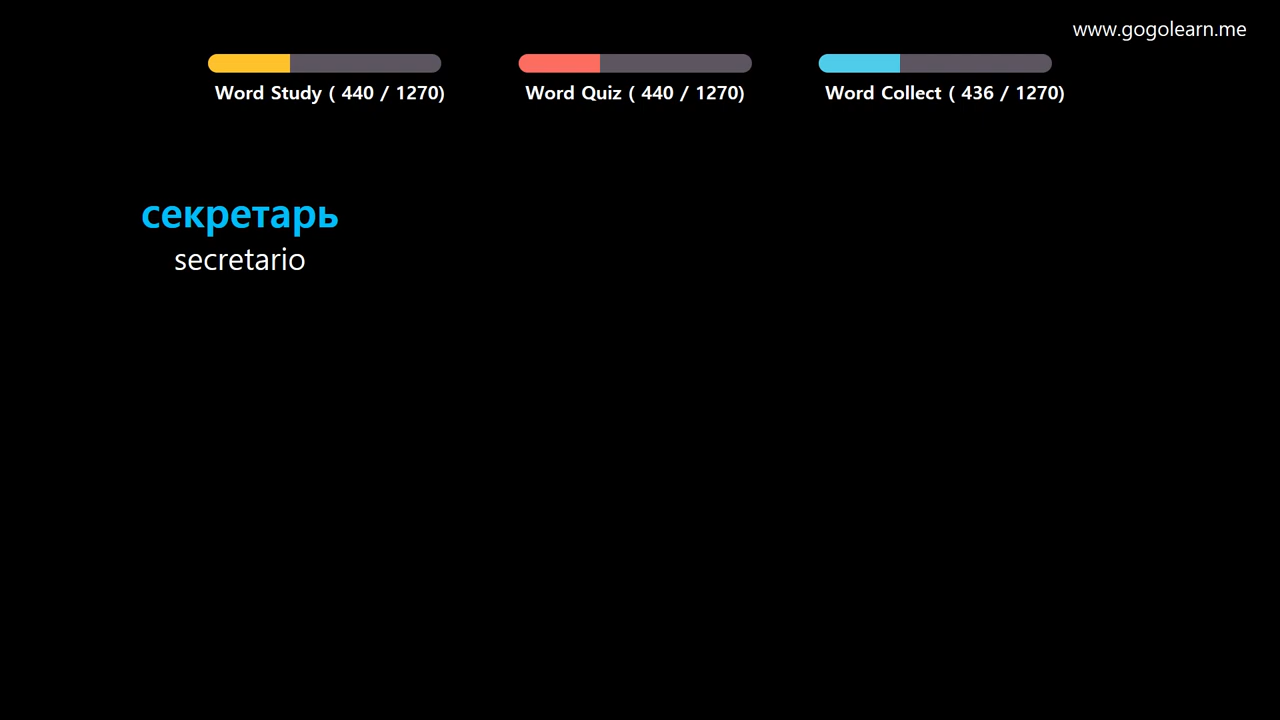 www.gogolearn.me
Word Study ( 440 / 1270)
Word Quiz ( 440 / 1270)
Word Collect ( 436 / 1270)
секретарь
secretario